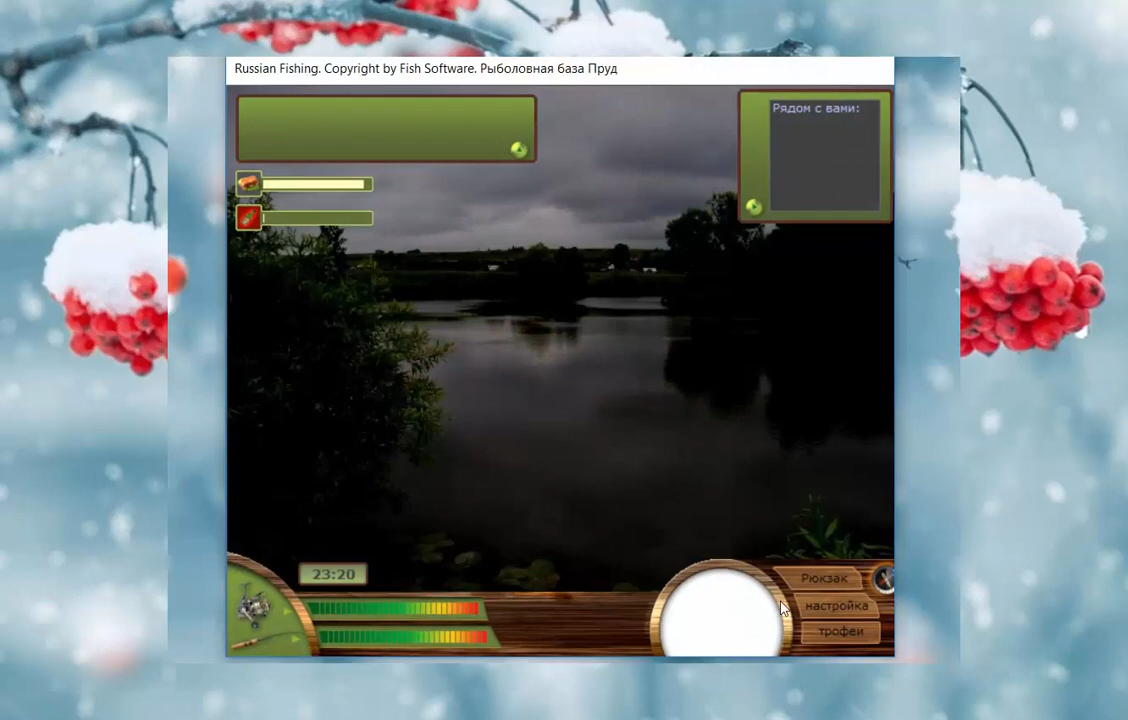 Russian Fishing. Copyright by Fish Software. Рыболовная база Пруд
Рядом с вами:
23:20
Рюкзак
настройка
трофеи